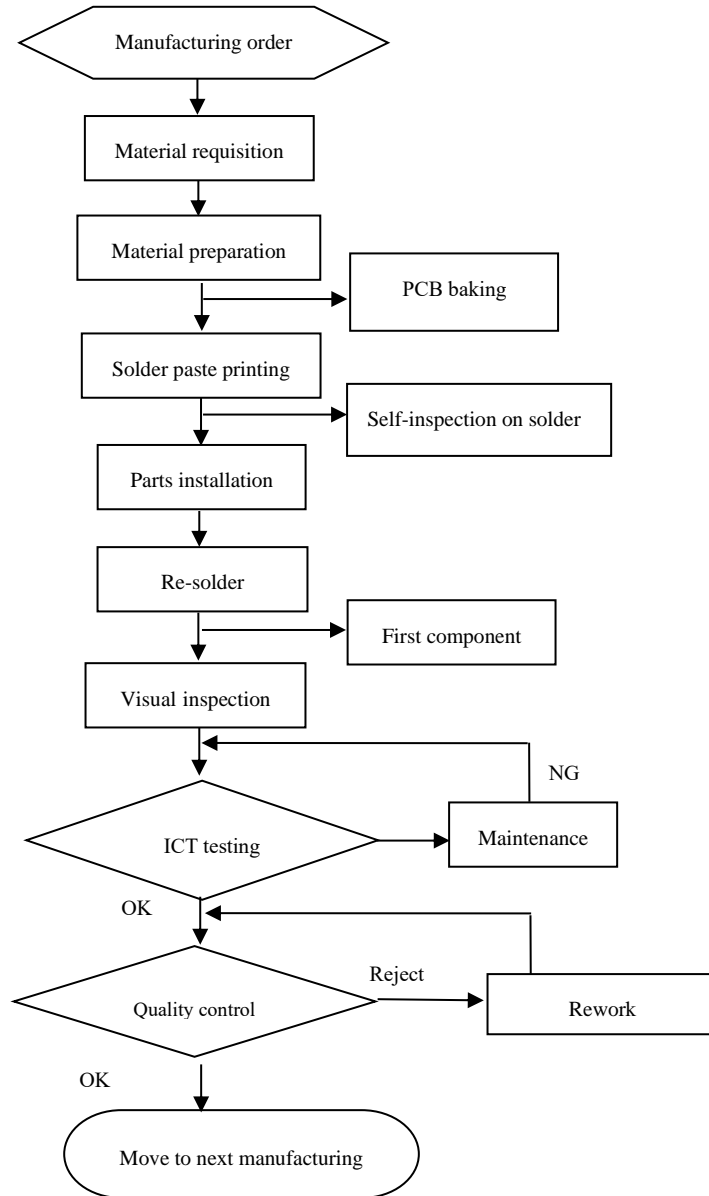 Manufacturing order
Material requisition
Material preparation
PCB baking
Solder paste printing
Self-inspection on solder
Parts installation
Re-solder
First component
Visual inspection
NG
ICT testing
Maintenance
OK
Reject
Quality control
Rework
OK
Move to next manufacturing